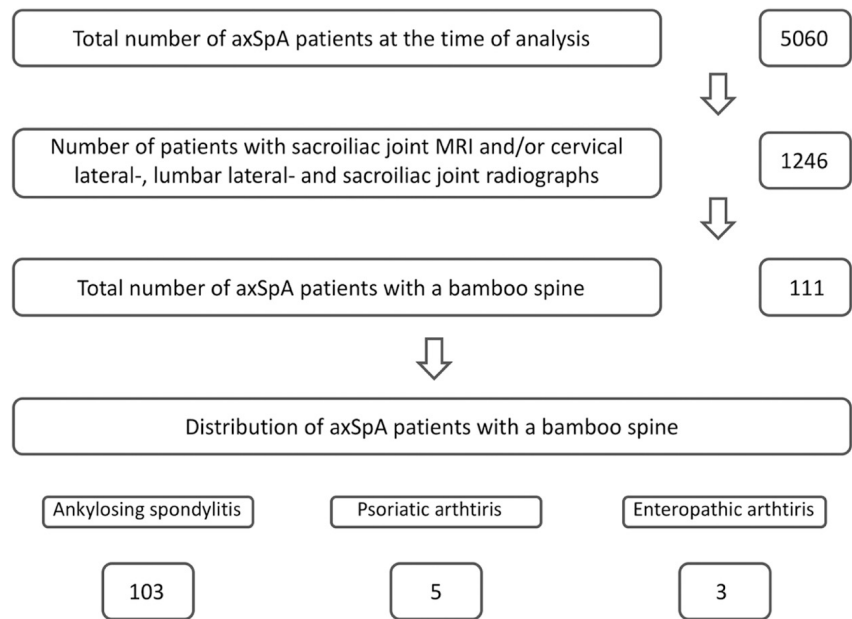 Total number of axSpA patients at the time of analysis
5060
Number of patients with sacroiliac joint MRI and/or cervical
lateral-, lumbar lateral- and sacroiliac joint radiographs
1246
Total number of axSpA patients with a bamboo spine
111
Distribution of axSpA patients with a bamboo spine
Ankylosing spondylitis
Psoriatic arthtiris
Enteropathic arthtiris
103
5
3